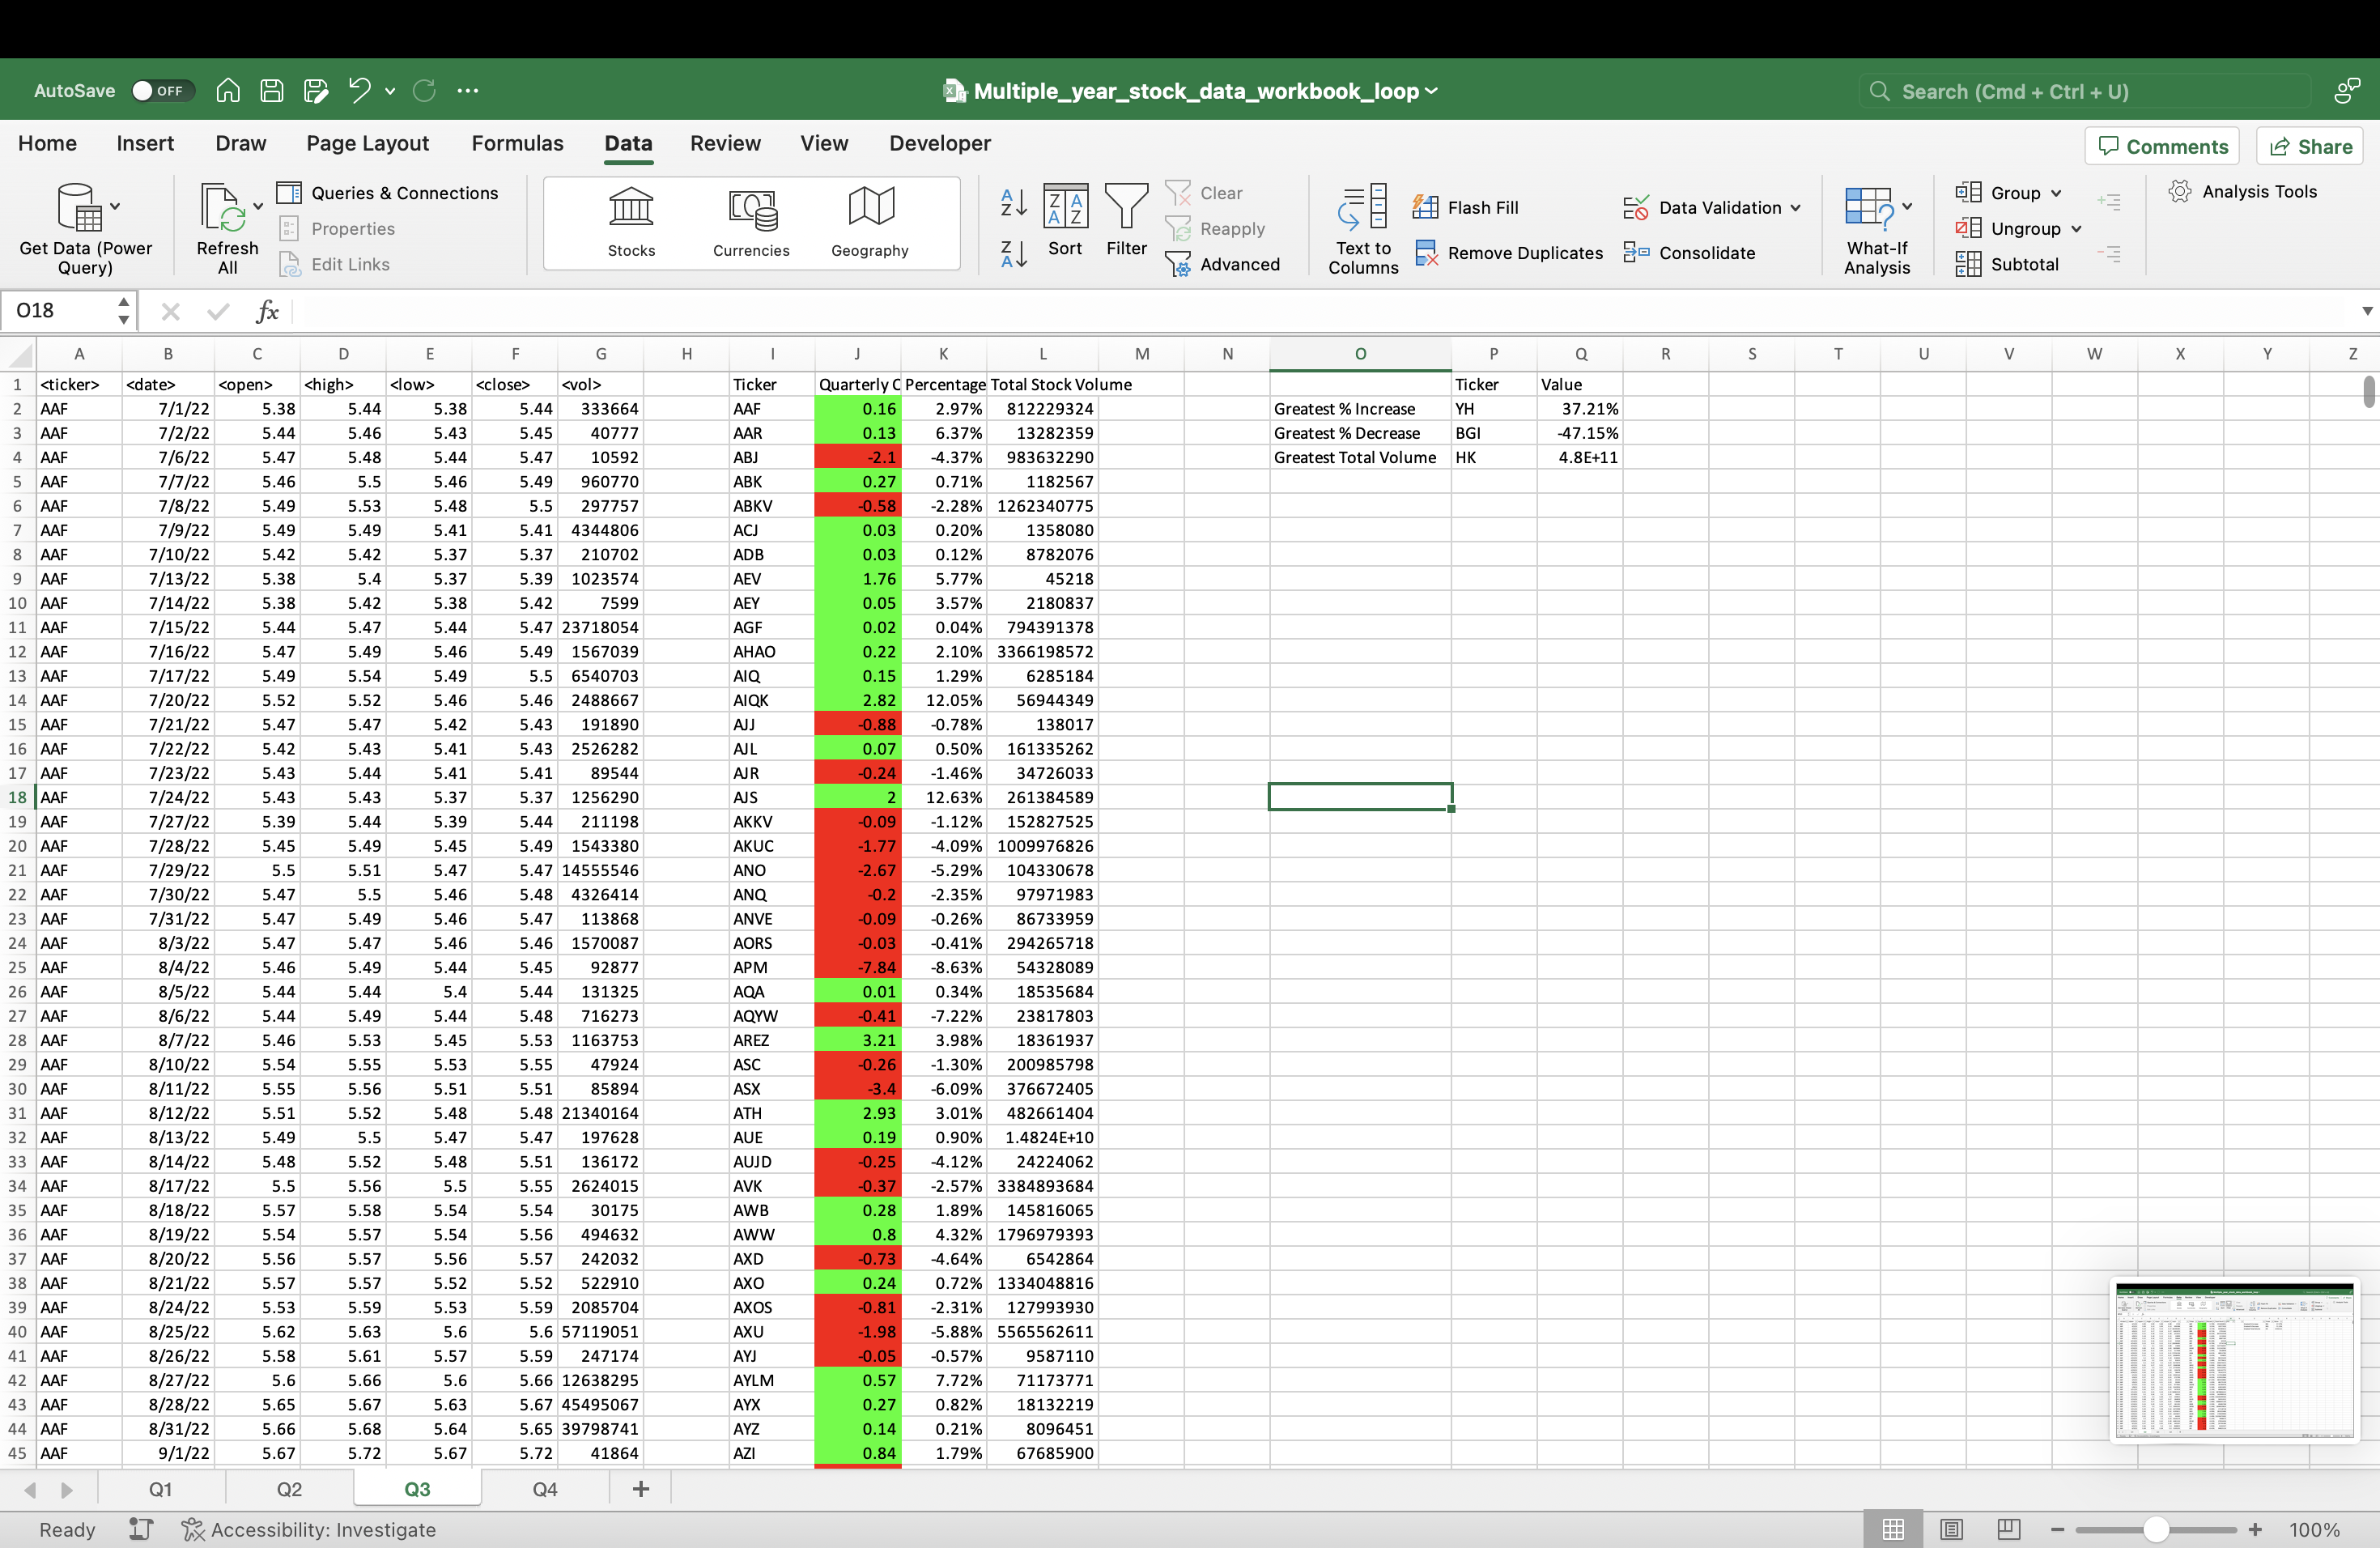 AutoSave OFF Multiple_year_stock_data_workbook_loop Search (Cmd + Ctrl + U)
Home Insert Draw Page Layout Formulas Data Review View Developer Comments Share
Get Data (Power Query) Refresh All Queries & Connections Properties Edit Links Stocks Currencies Geography Sort Filter Clear Reapply Advanced Text to Columns Flash Fill Remove Duplicates Data Validation Consolidate What-If Analysis Group Ungroup Subtotal Analysis Tools
O18 fx
A B C D E F G H I J K L M N O P Q R S T U V W X Y Z
1 <ticker> <date> <open> <high> <low> <close> <vol> Ticker Quarterly C Percentage Total Stock Volume Ticker Value
2 AAF 7/1/22 5.38 5.44 5.38 5.44 333664 AAF 0.16 2.97% 812229324 Greatest % Increase YH 37.21%
3 AAF 7/2/22 5.44 5.46 5.43 5.45 40777 AAR 0.13 6.37% 13282359 Greatest % Decrease BGI -47.15%
4 AAF 7/6/22 5.47 5.48 5.44 5.47 10592 ABJ -2.1 -4.37% 983632290 Greatest Total Volume HK 4.8E+11
5 AAF 7/7/22 5.46 5.5 5.46 5.49 960770 ABK 0.27 0.71% 1182567
6 AAF 7/8/22 5.49 5.53 5.48 5.5 297757 ABKV -0.58 -2.28% 1262340775
7 AAF 7/9/22 5.49 5.49 5.41 5.41 4344806 ACJ 0.03 0.20% 1358080
8 AAF 7/10/22 5.42 5.42 5.37 5.37 210702 ADB 0.03 0.12% 8782076
9 AAF 7/13/22 5.38 5.4 5.37 5.39 1023574 AEV 1.76 5.77% 45218
10 AAF 7/14/22 5.38 5.42 5.38 5.42 7599 AEY 0.05 3.57% 2180837
11 AAF 7/15/22 5.44 5.47 5.44 5.47 23718054 AGF 0.02 0.04% 794391378
12 AAF 7/16/22 5.47 5.49 5.46 5.49 1567039 AHAO 0.22 2.10% 3366198572
13 AAF 7/17/22 5.49 5.54 5.49 5.5 6540703 AIQ 0.15 1.29% 6285184
14 AAF 7/20/22 5.52 5.52 5.46 5.46 2488667 AIQK 2.82 12.05% 56944349
15 AAF 7/21/22 5.47 5.47 5.42 5.43 191890 AJJ -0.88 -0.78% 138017
16 AAF 7/22/22 5.42 5.43 5.41 5.43 2526282 AJL 0.07 0.50% 161335262
17 AAF 7/23/22 5.43 5.44 5.41 5.41 89544 AJR -0.24 -1.46% 34726033
18 AAF 7/24/22 5.43 5.43 5.37 5.37 1256290 AJS 2 12.63% 261384589
19 AAF 7/27/22 5.39 5.44 5.39 5.44 211198 AKKV -0.09 -1.12% 152827525
20 AAF 7/28/22 5.45 5.49 5.45 5.49 1543380 AKUC -1.77 -4.09% 1009976826
21 AAF 7/29/22 5.5 5.51 5.47 5.47 14555546 ANO -2.67 -5.29% 104330678
22 AAF 7/30/22 5.47 5.5 5.46 5.48 4326414 ANQ -0.2 -2.35% 97971983
23 AAF 7/31/22 5.47 5.49 5.46 5.47 113868 ANVE -0.09 -0.26% 86733959
24 AAF 8/3/22 5.47 5.47 5.46 5.46 1570087 AORS -0.03 -0.41% 294265718
25 AAF 8/4/22 5.46 5.49 5.44 5.45 92877 APM -7.84 -8.63% 54328089
26 AAF 8/5/22 5.44 5.44 5.4 5.44 131325 AQA 0.01 0.34% 18535684
27 AAF 8/6/22 5.44 5.49 5.44 5.48 716273 AQYW -0.41 -7.22% 23817803
28 AAF 8/7/22 5.46 5.53 5.45 5.53 1163753 AREZ 3.21 3.98% 18361937
29 AAF 8/10/22 5.54 5.55 5.53 5.55 47924 ASC -0.26 -1.30% 200985798
30 AAF 8/11/22 5.55 5.56 5.51 5.51 85894 ASX -3.4 -6.09% 376672405
31 AAF 8/12/22 5.51 5.52 5.48 5.48 21340164 ATH 2.93 3.01% 482661404
32 AAF 8/13/22 5.49 5.5 5.47 5.47 197628 AUE 0.19 0.90% 1.4824E+10
33 AAF 8/14/22 5.48 5.52 5.48 5.51 136172 AUJD -0.25 -4.12% 24224062
34 AAF 8/17/22 5.5 5.56 5.5 5.55 2624015 AVK -0.37 -2.57% 3384893684
35 AAF 8/18/22 5.57 5.58 5.54 5.54 30175 AWB 0.28 1.89% 145816065
36 AAF 8/19/22 5.54 5.57 5.54 5.56 494632 AWW 0.8 4.32% 1796979393
37 AAF 8/20/22 5.56 5.57 5.56 5.57 242032 AXD -0.73 -4.64% 6542864
38 AAF 8/21/22 5.57 5.57 5.52 5.52 522910 AXO 0.24 0.72% 1334048816
39 AAF 8/24/22 5.53 5.59 5.53 5.59 2085704 AXOS -0.81 -2.31% 127993930
40 AAF 8/25/22 5.62 5.63 5.6 5.6 57119051 AXU -1.98 -5.88% 5565562611
41 AAF 8/26/22 5.58 5.61 5.57 5.59 247174 AYJ -0.05 -0.57% 9587110
42 AAF 8/27/22 5.6 5.66 5.6 5.66 12638295 AYLM 0.57 7.72% 71173771
43 AAF 8/28/22 5.65 5.67 5.63 5.67 45495067 AYX 0.27 0.82% 18132219
44 AAF 8/31/22 5.66 5.68 5.64 5.65 39798741 AYZ 0.14 0.21% 8096451
45 AAF 9/1/22 5.67 5.72 5.67 5.72 41864 AZI 0.84 1.79% 67685900
Q1 Q2 Q3 Q4 +
Ready Accessibility: Investigate 100%